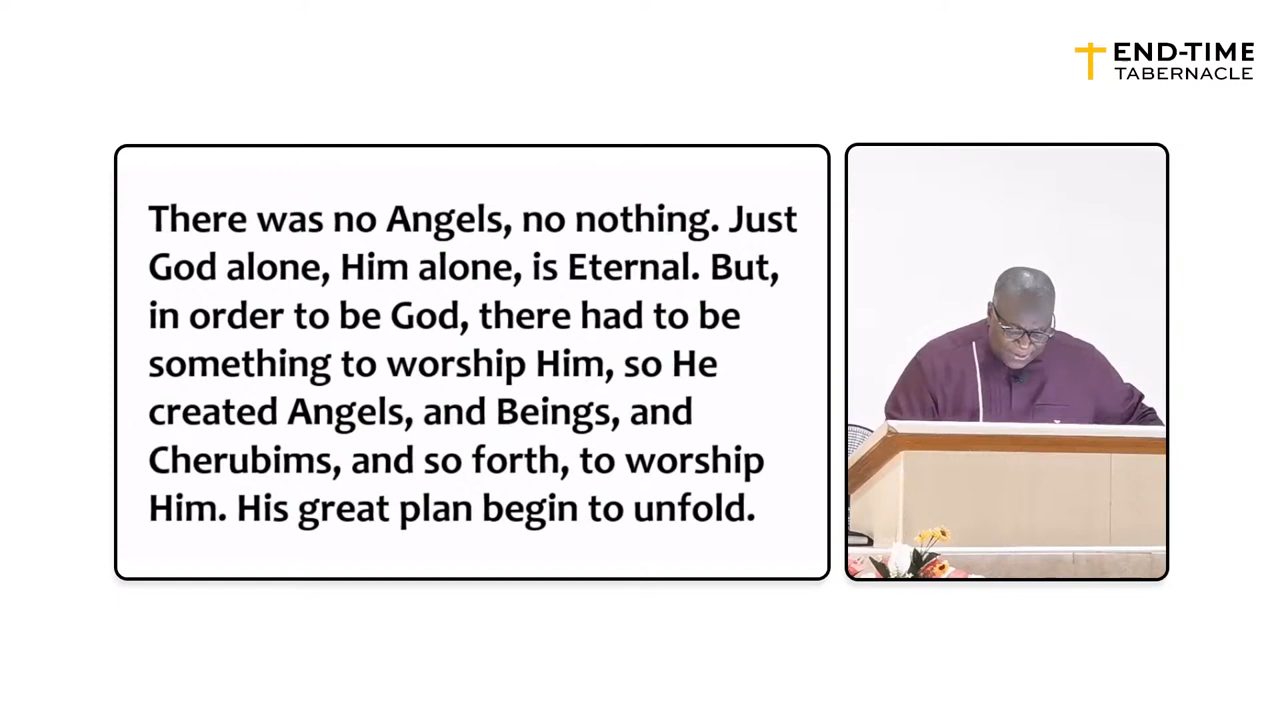 END-TIME
TABERNACLE
There was no Angels, no nothing. Just
God alone, Him alone, is Eternal. But,
in order to be God, there had to be
something to worship Him, so He
created Angels, and Beings, and
Cherubims, and so forth, to worship
Him. His great plan begin to unfold.